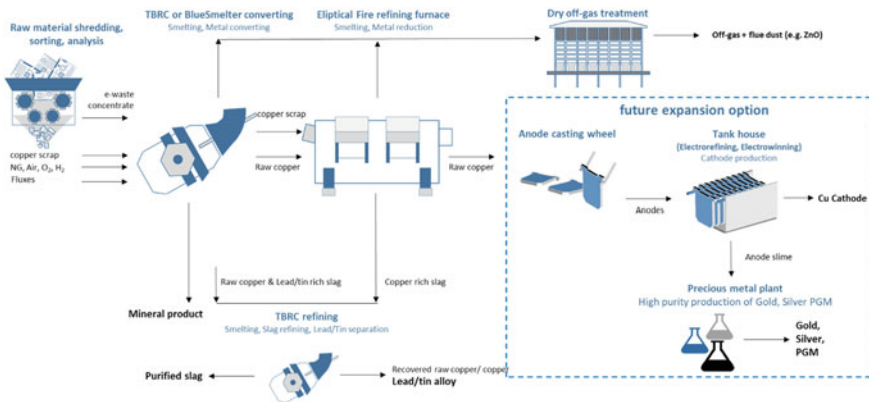 Raw material shredding,
sorting, analysis
e-waste
concentrate
copper scrap
NG, Air, O₂, H₂
Fluxes
TBRC or BlueSmelter converting
Smelting, Metal converting
copper scrap
Raw copper
Eliptical Fire refining furnace
Smelting, Metal reduction
Raw copper
Dry off-gas treatment
Off-gas + flue dust (e.g. ZnO)
future expansion option
Anode casting wheel
Anodes
Tank house
(Electrorefining, Electrowinning)
Cathode production
Cu Cathode
Anode slime
Precious metal plant
High purity production of Gold, Silver PGM
Gold,
Silver,
PGM
Raw copper & Lead/tin rich slag
Copper rich slag
Mineral product
TBRC refining
Smelting, Slag refining, Lead/Tin separation
Purified slag
Recovered raw copper/ copper
Lead/tin alloy